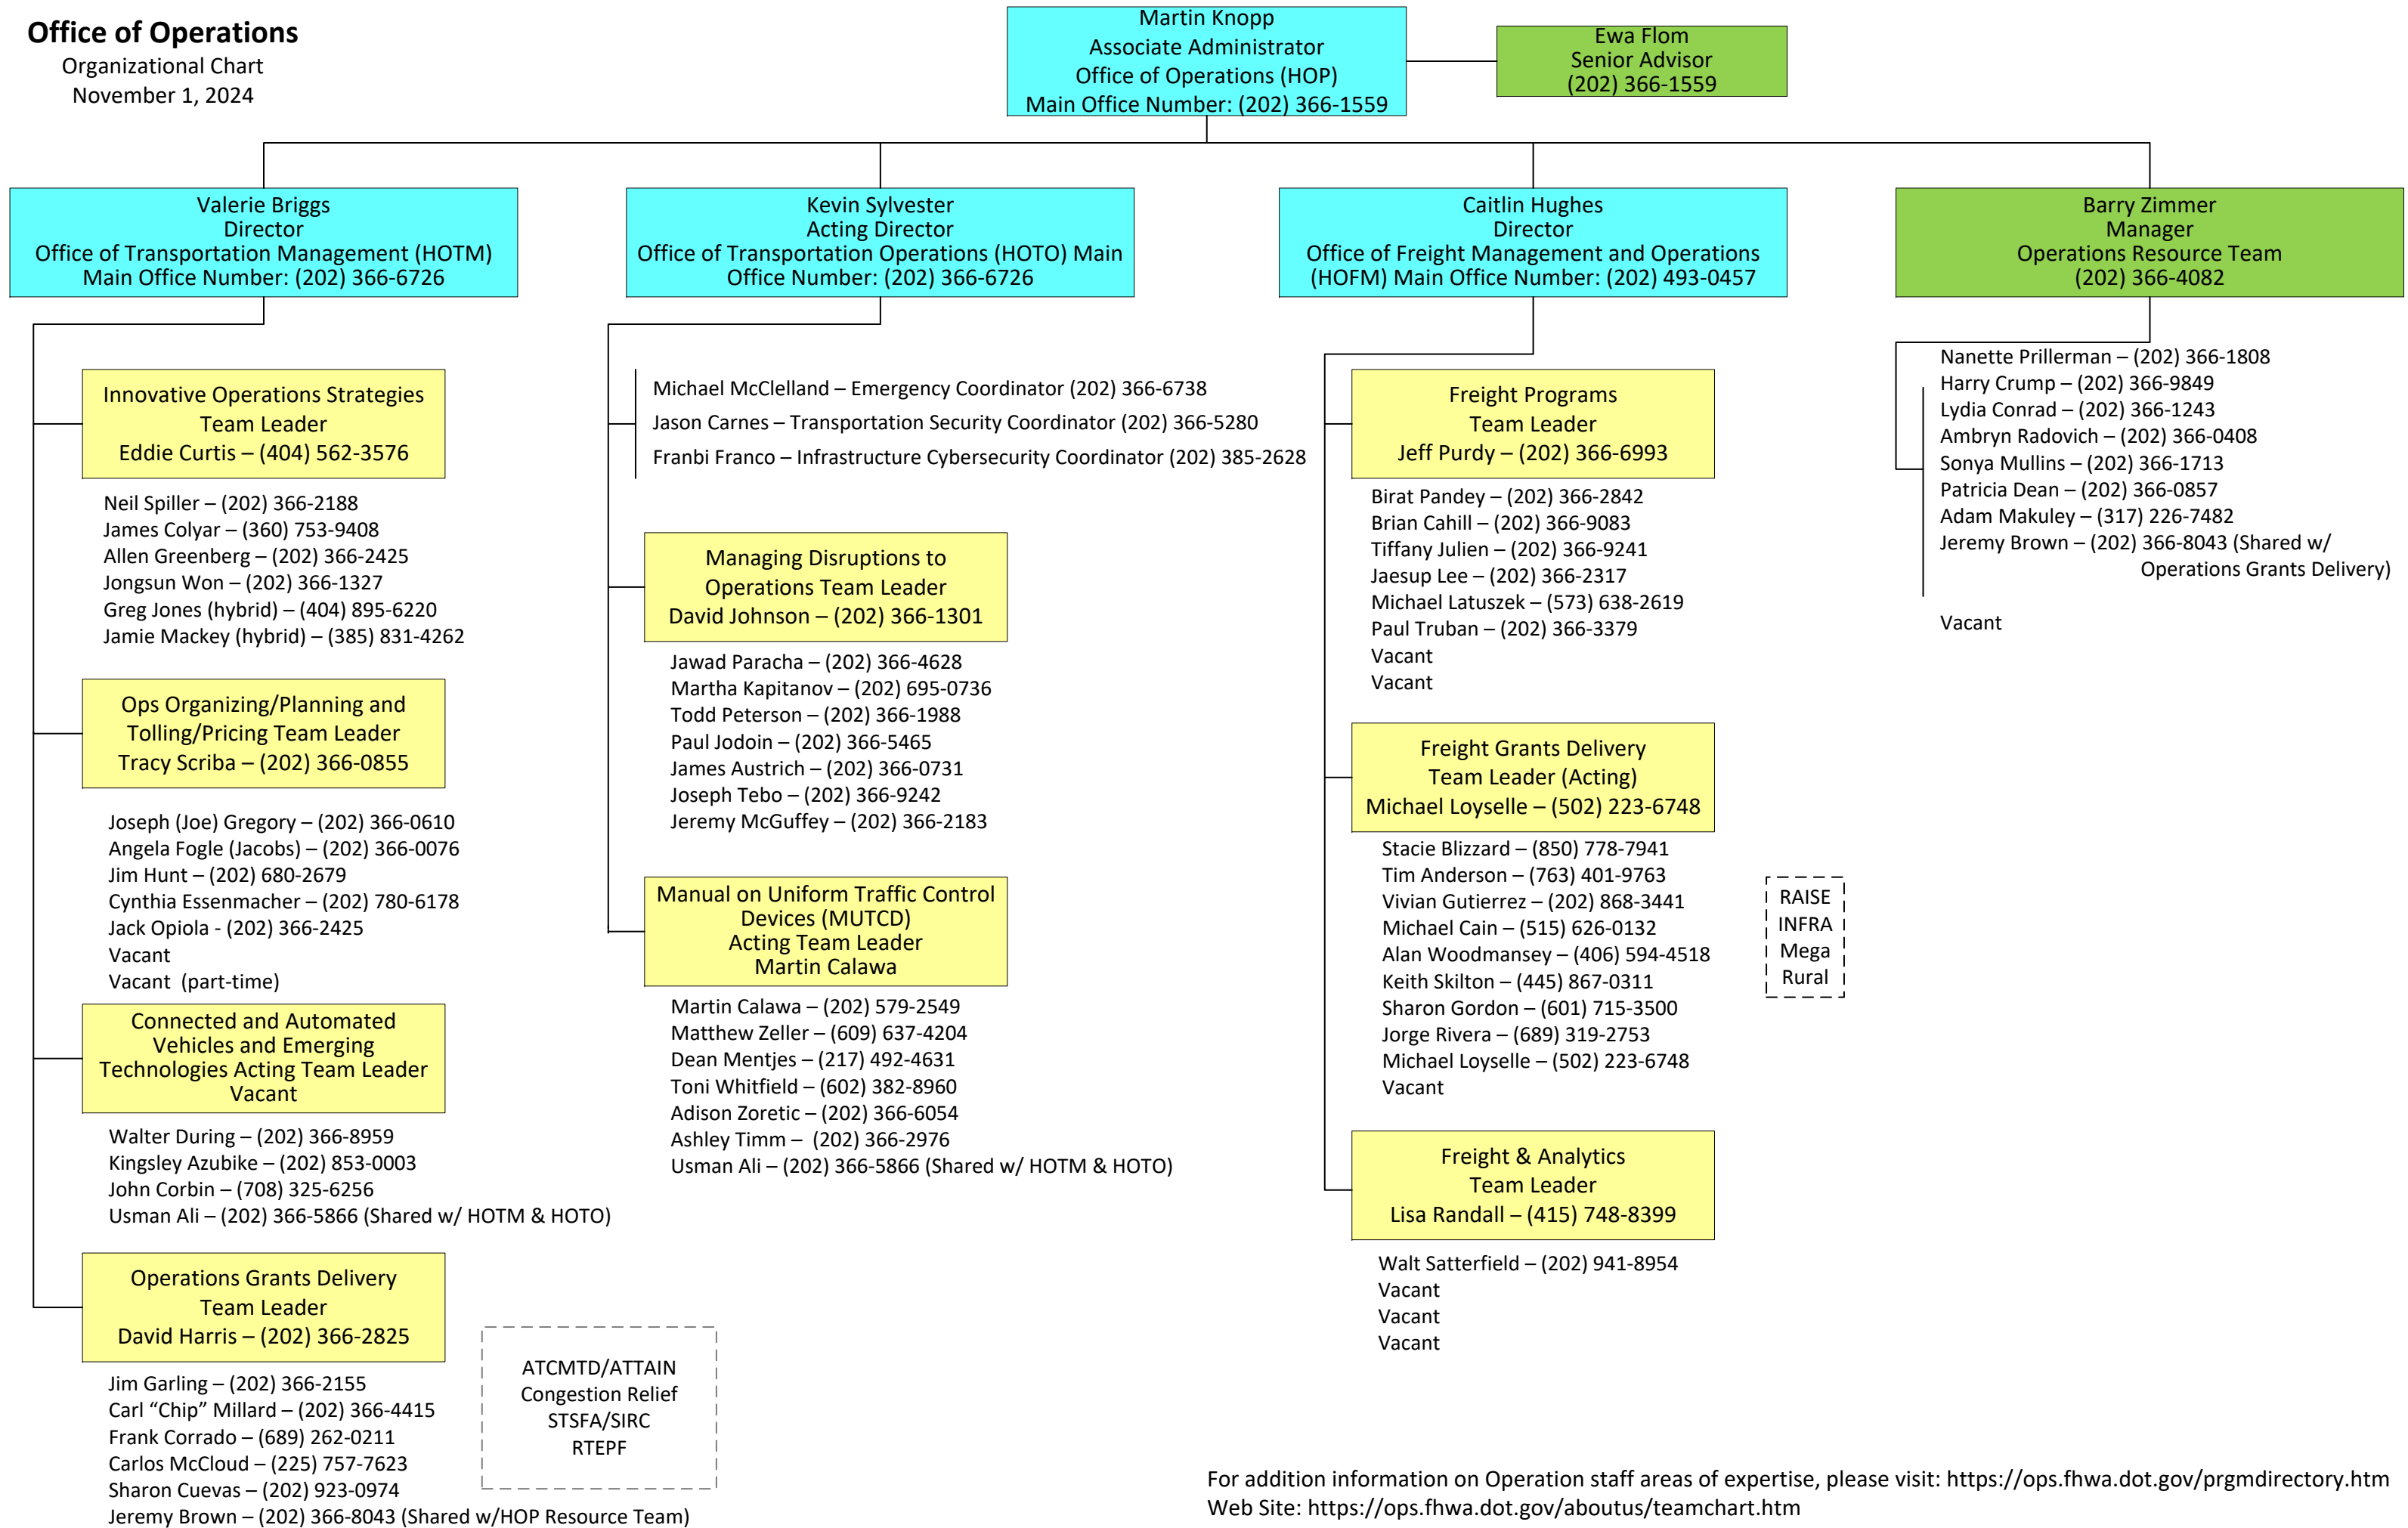 Office of Operations
Organizational Chart
November 1, 2024
Martin Knopp
Associate Administrator
Office of Operations (HOP)
Main Office Number: (202) 366-1559
Ewa Flom
Senior Advisor
(202) 366-1559
Valerie Briggs
Director
Office of Transportation Management (HOTM)
Main Office Number: (202) 366-6726
Innovative Operations Strategies
Team Leader
Eddie Curtis – (404) 562-3576
Neil Spiller – (202) 366-2188
James Colyar – (360) 753-9408
Allen Greenberg – (202) 366-2425
Jongsun Won – (202) 366-1327
Greg Jones (hybrid) – (404) 895-6220
Jamie Mackey (hybrid) – (385) 831-4262
Ops Organizing/Planning and
Tolling/Pricing Team Leader
Tracy Scriba – (202) 366-0855
Joseph (Joe) Gregory – (202) 366-0610
Angela Fogle (Jacobs) – (202) 366-0076
Jim Hunt – (202) 680-2679
Cynthia Essenmacher – (202) 780-6178
Jack Opiola - (202) 366-2425
Vacant
Vacant (part-time)
Connected and Automated
Vehicles and Emerging
Technologies Acting Team Leader
Vacant
Walter During – (202) 366-8959
Kingsley Azubike – (202) 853-0003
John Corbin – (708) 325-6256
Usman Ali – (202) 366-5866 (Shared w/ HOTM & HOTO)
Operations Grants Delivery
Team Leader
David Harris – (202) 366-2825
Jim Garling – (202) 366-2155
Carl “Chip” Millard – (202) 366-4415
Frank Corrado – (689) 262-0211
Carlos McCloud – (225) 757-7623
Sharon Cuevas – (202) 923-0974
Jeremy Brown – (202) 366-8043 (Shared w/HOP Resource Team)
ATCMTD/ATTAIN
Congestion Relief
STSFA/SIRC
RTEPF
Kevin Sylvester
Acting Director
Office of Transportation Operations (HOTO) Main
Office Number: (202) 366-6726
Michael McClelland – Emergency Coordinator (202) 366-6738
Jason Carnes – Transportation Security Coordinator (202) 366-5280
Franbi Franco – Infrastructure Cybersecurity Coordinator (202) 385-2628
Managing Disruptions to
Operations Team Leader
David Johnson – (202) 366-1301
Jawad Paracha – (202) 366-4628
Martha Kapitanov – (202) 695-0736
Todd Peterson – (202) 366-1988
Paul Jodoin – (202) 366-5465
James Austrich – (202) 366-0731
Joseph Tebo – (202) 366-9242
Jeremy McGuffey – (202) 366-2183
Manual on Uniform Traffic Control
Devices (MUTCD)
Acting Team Leader
Martin Calawa
Martin Calawa – (202) 579-2549
Matthew Zeller – (609) 637-4204
Dean Mentjes – (217) 492-4631
Toni Whitfield – (602) 382-8960
Adison Zoretic – (202) 366-6054
Ashley Timm – (202) 366-2976
Usman Ali – (202) 366-5866 (Shared w/ HOTM & HOTO)
Caitlin Hughes
Director
Office of Freight Management and Operations
(HOFM) Main Office Number: (202) 493-0457
Freight Programs
Team Leader
Jeff Purdy – (202) 366-6993
Birat Pandey – (202) 366-2842
Brian Cahill – (202) 366-9083
Tiffany Julien – (202) 366-9241
Jaesup Lee – (202) 366-2317
Michael Latuszek – (573) 638-2619
Paul Truban – (202) 366-3379
Vacant
Vacant
Freight Grants Delivery
Team Leader (Acting)
Michael Loyselle – (502) 223-6748
Stacie Blizzard – (850) 778-7941
Tim Anderson – (763) 401-9763
Vivian Gutierrez – (202) 868-3441
Michael Cain – (515) 626-0132
Alan Woodmansey – (406) 594-4518
Keith Skilton – (445) 867-0311
Sharon Gordon – (601) 715-3500
Jorge Rivera – (689) 319-2753
Michael Loyselle – (502) 223-6748
Vacant
RAISE
INFRA
Mega
Rural
Freight & Analytics
Team Leader
Lisa Randall – (415) 748-8399
Walt Satterfield – (202) 941-8954
Vacant
Vacant
Vacant
Barry Zimmer
Manager
Operations Resource Team
(202) 366-4082
Nanette Prillerman – (202) 366-1808
Harry Crump – (202) 366-9849
Lydia Conrad – (202) 366-1243
Ambryn Radovich – (202) 366-0408
Sonya Mullins – (202) 366-1713
Patricia Dean – (202) 366-0857
Adam Makuley – (317) 226-7482
Jeremy Brown – (202) 366-8043 (Shared w/
Operations Grants Delivery)
Vacant
For addition information on Operation staff areas of expertise, please visit: https://ops.fhwa.dot.gov/prgmdirectory.htm
Web Site: https://ops.fhwa.dot.gov/aboutus/teamchart.htm